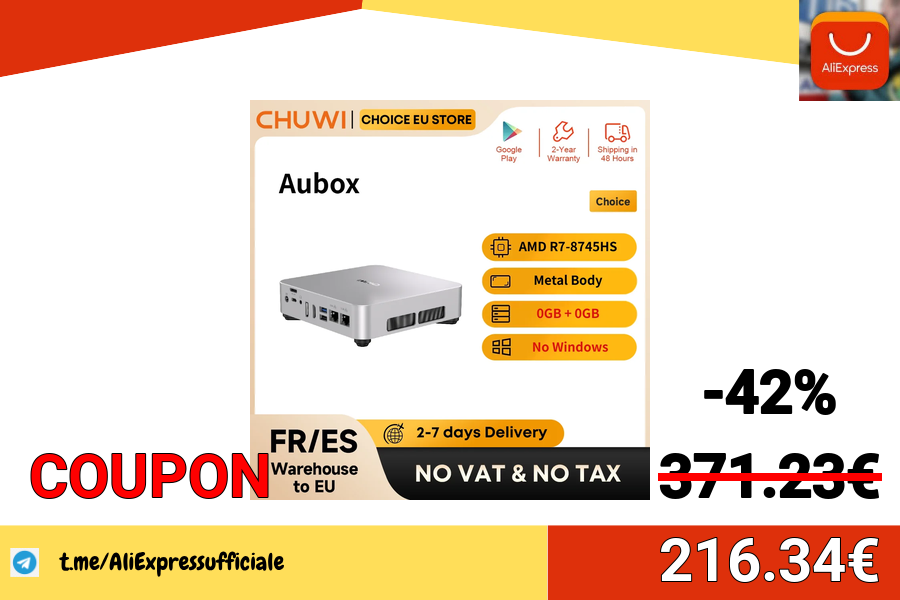 AliExpress
CHUWI | CHOICE EU STORE
Google Play
2-Year Warranty
Shipping in 48 Hours
Aubox
Choice
AMD R7-8745HS
Metal Body
0GB + 0GB
No Windows
-42%
FR/ES
Warehouse
to EU
2-7 days Delivery
NO VAT & NO TAX
COUPON
371.23€
t.me/AliExpressufficiale
216.34€